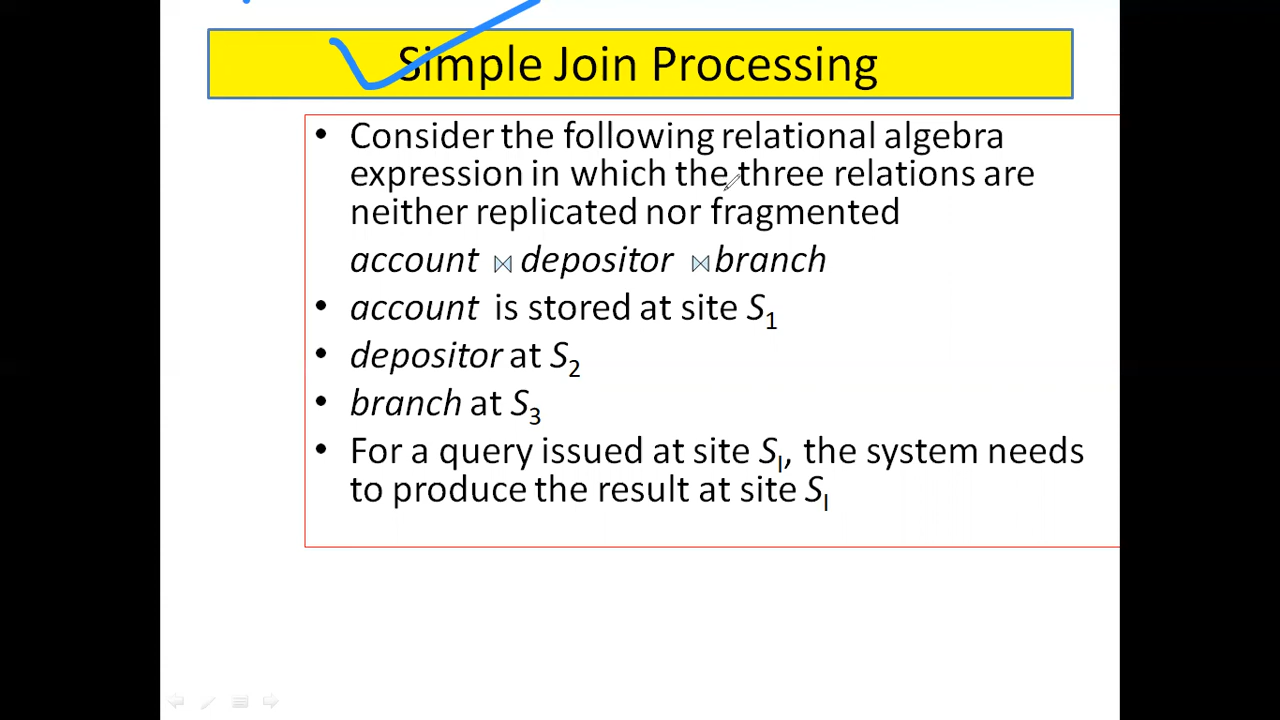 Simple Join Processing
• Consider the following relational algebra
expression in which the three relations are
neither replicated nor fragmented
account ⋈ depositor ⋈ branch
• account is stored at site S1
• depositor at S2
• branch at S3
• For a query issued at site SI, the system needs
to produce the result at site SI